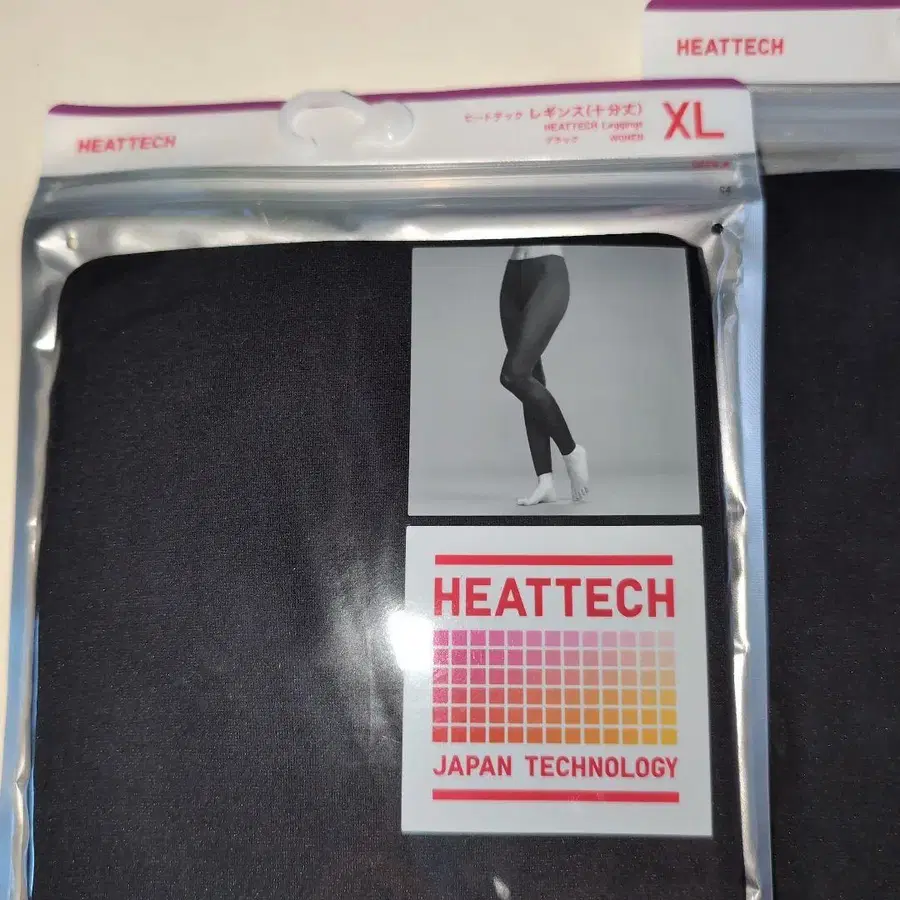 HEATTECH
HEATTECH
ヒートテック レギンス(十分丈)
XL
HEATTECH Leggings
ブラック WOMEN
HEATTECH
JAPAN TECHNOLOGY